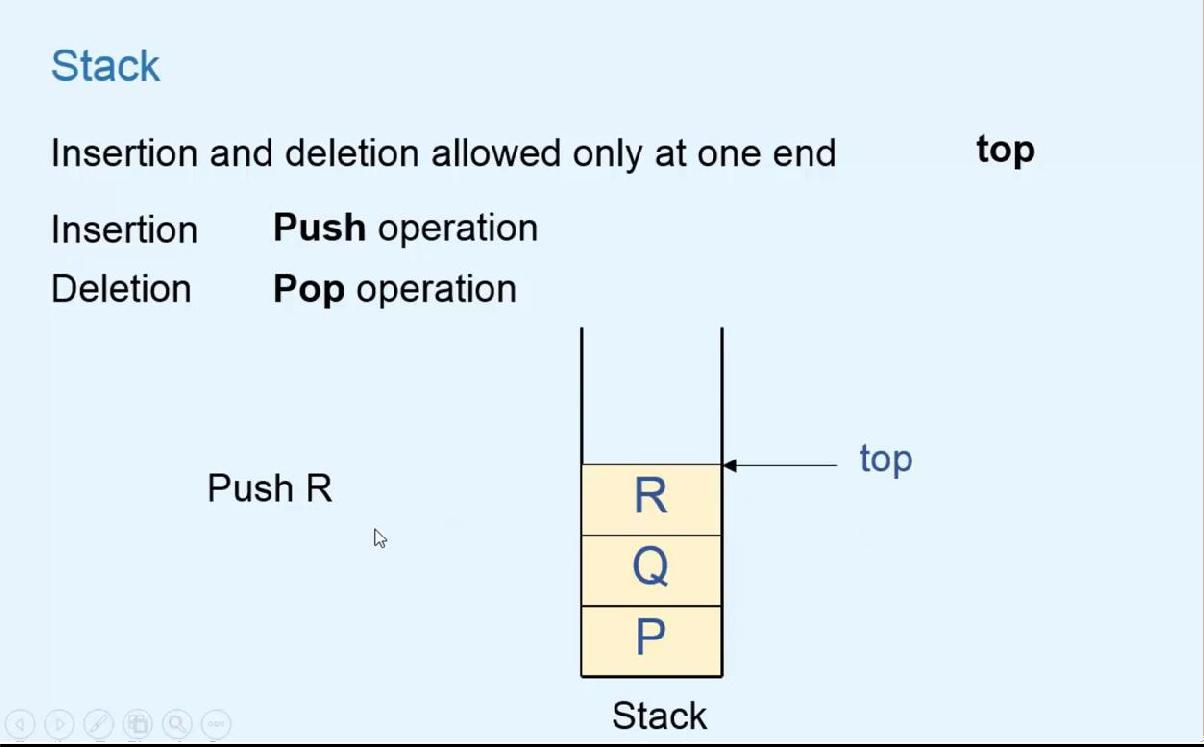 Stack
Insertion and deletion allowed only at one end top
Insertion Push operation
Deletion Pop operation
top
Push R
R
Q
P
Stack